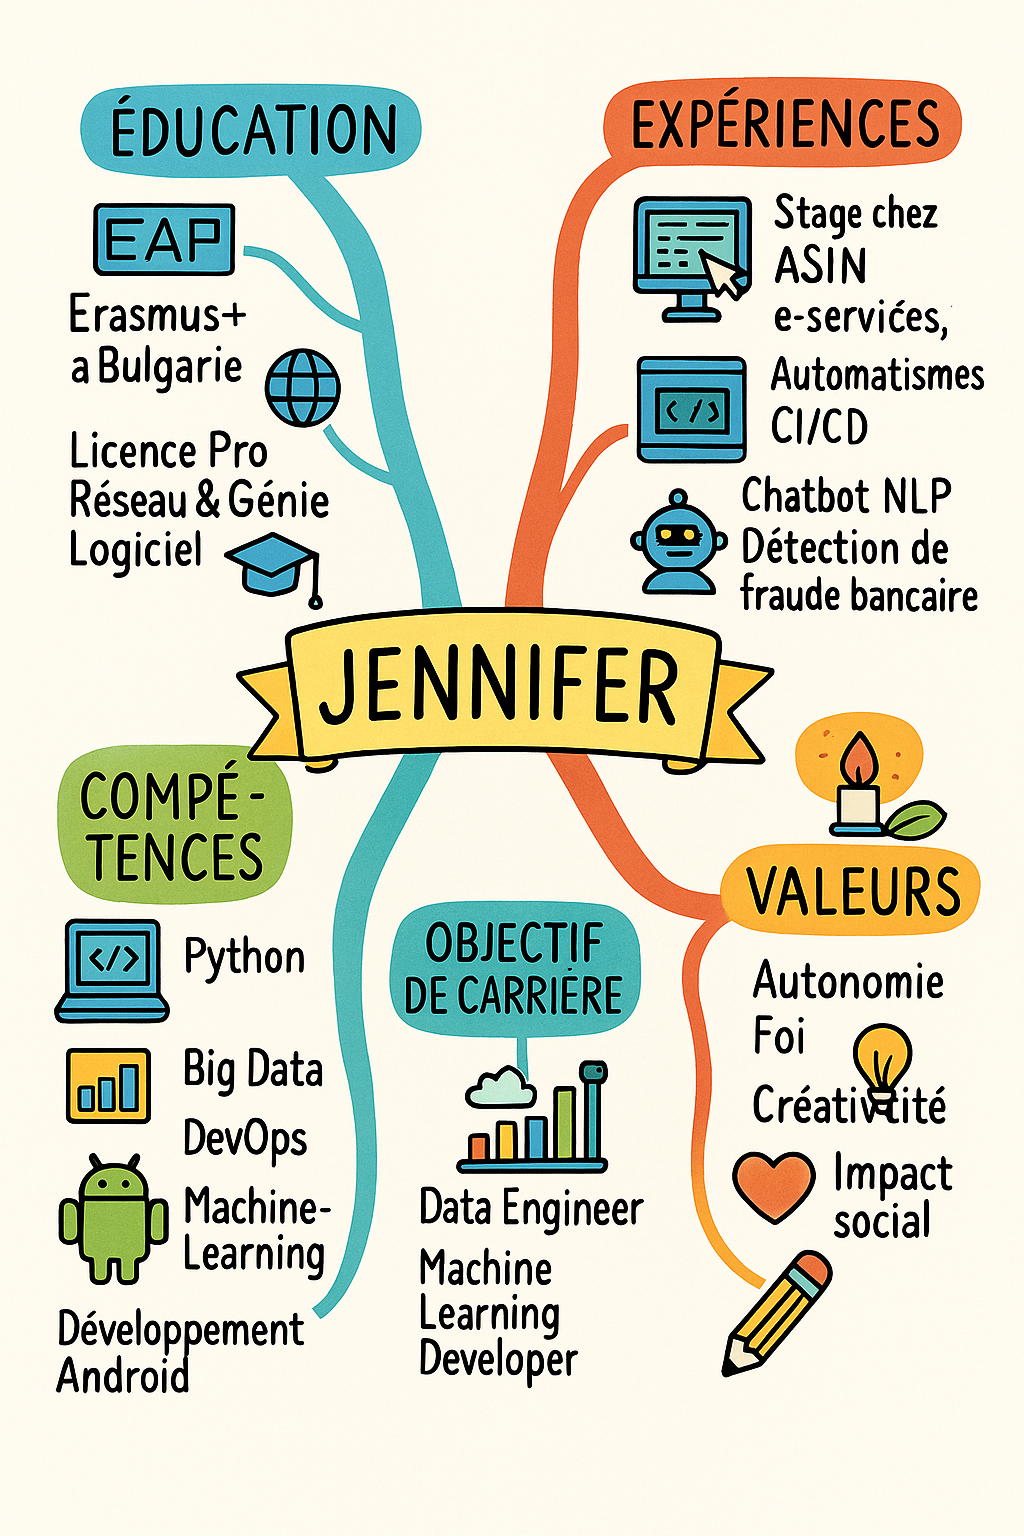 ÉDUCATION
EAP
Erasmus+
a Bulgarie
Licence Pro
Réseau & Génie
Logiciel
EXPÉRIENCES
Stage chez
ASIN
e-servićes,
</>
Automatismes
CI/CD
Chatbot NLP
Détection de
fraude bancaire
JENNIFER
COMPÉ-
TENCES
</>
Python
Big Data
DevOps
Machine-
Learning
Développement
Android
OBJECTIF
DE CARRIÈRE
Data Engineer
Machine
Learning
Developer
VALEURS
Autonomie
Foi
Créativtité
Impact
social